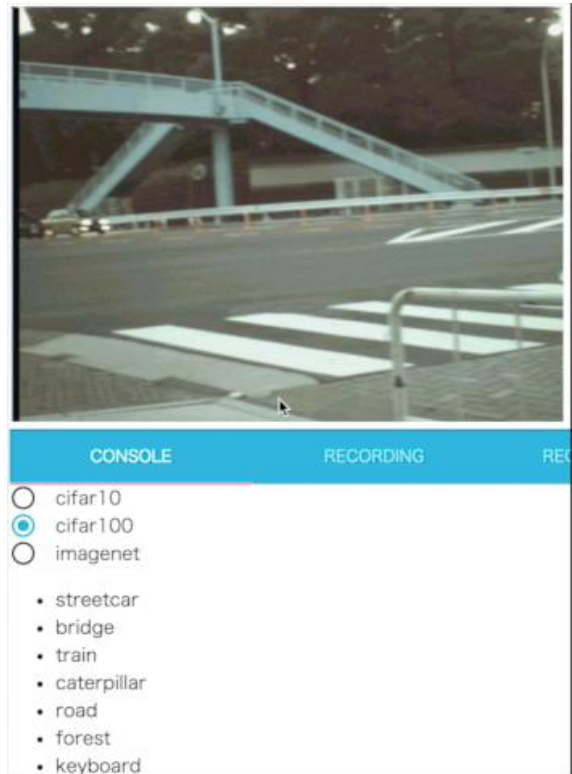 CONSOLE RECORDING REC
cifar10
cifar100
imagenet
streetcar
bridge
train
caterpillar
road
forest
keyboard